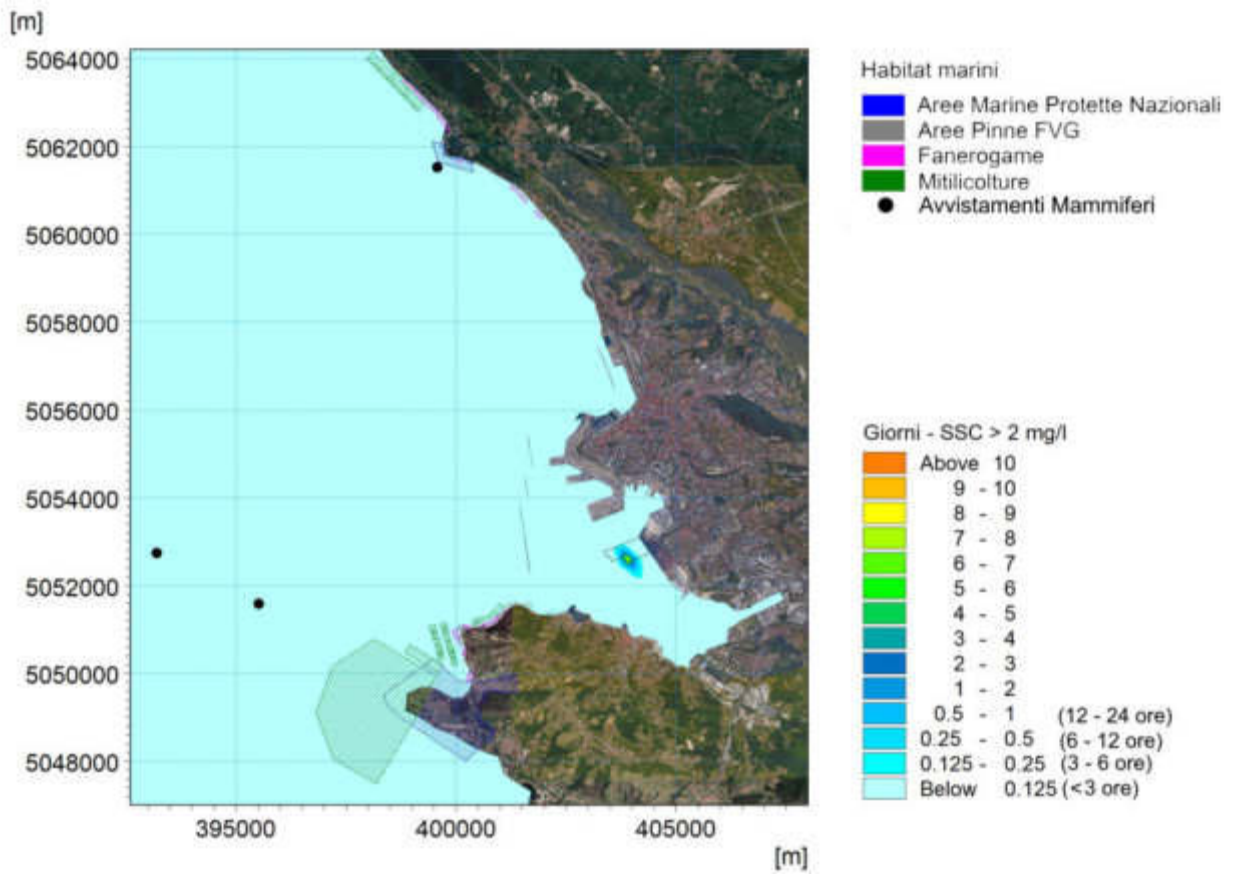 [m]
5064000
5062000
5060000
5058000
5056000
5054000
5052000
5050000
5048000
395000 400000 405000
[m]
Habitat marini
Aree Marine Protette Nazionali
Aree Pinne FVG
Fanerogame
Mitilicolture
Avvistamenti Mammiferi
Giorni - SSC > 2 mg/l
Above 10
9 - 10
8 - 9
7 - 8
6 - 7
5 - 6
4 - 5
3 - 4
2 - 3
1 - 2
0.5 - 1 (12 - 24 ore)
0.25 - 0.5 (6 - 12 ore)
0.125 - 0.25 (3 - 6 ore)
Below 0.125 (<3 ore)